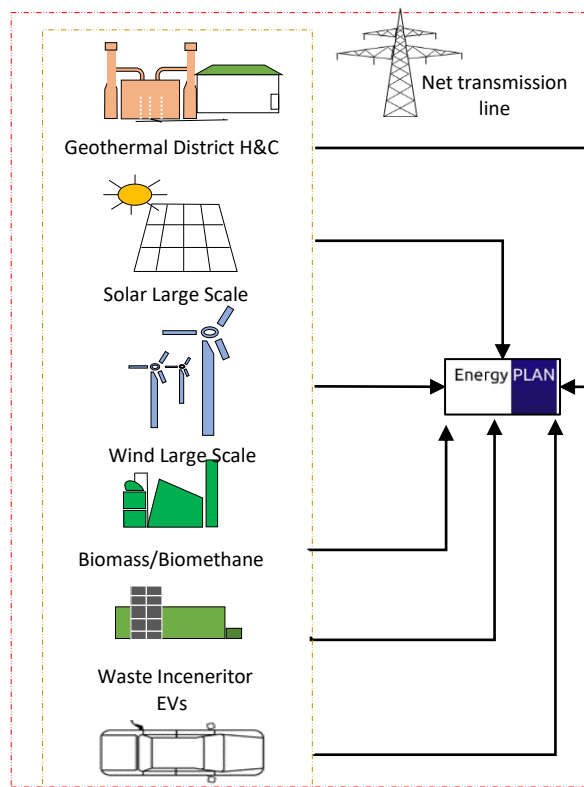 Net transmission
line
Geothermal District H&C
Solar Large Scale
Energy PLAN
Wind Large Scale
Biomass/Biomethane
Waste Inceneritor
EVs